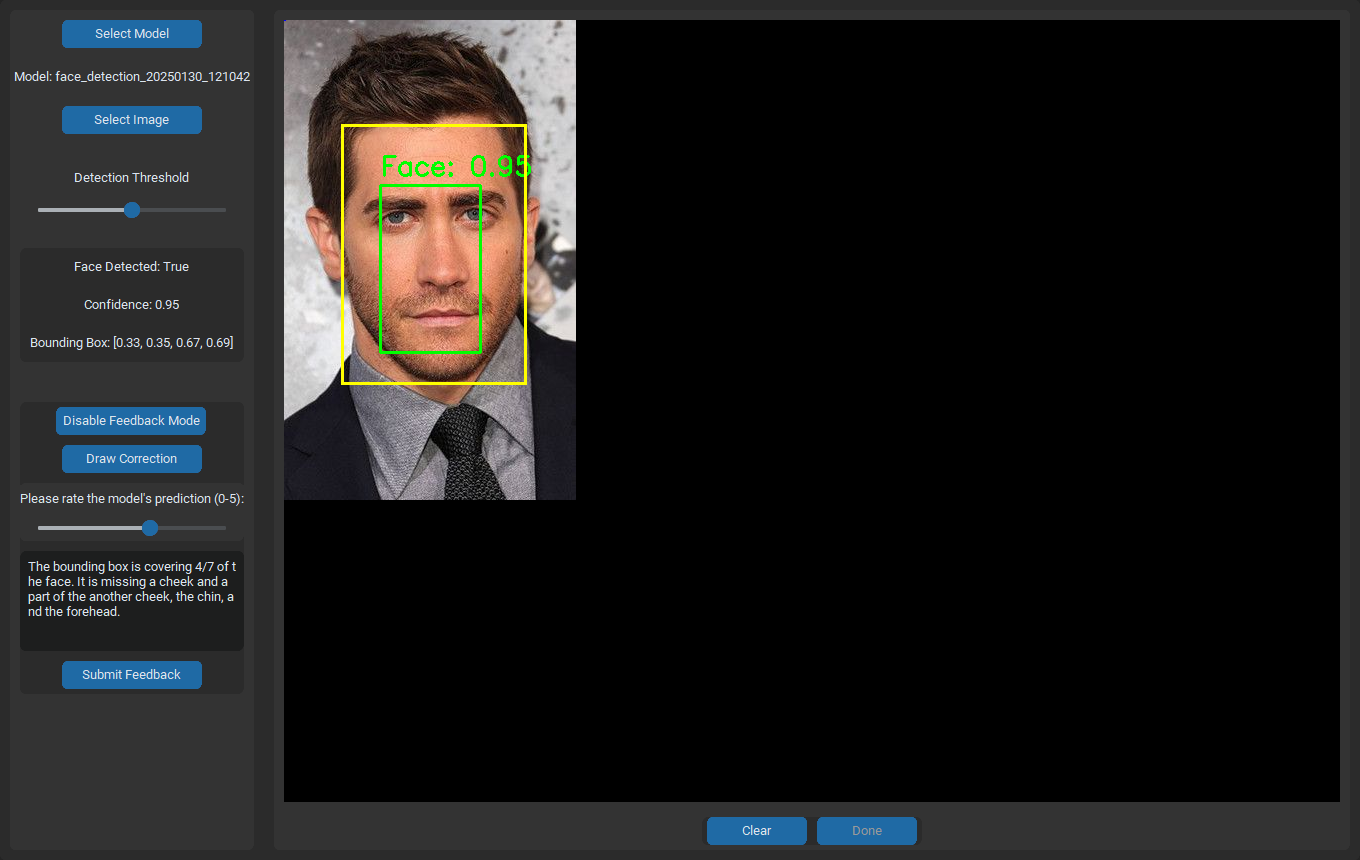 Select Model
Model: face_detection_20250130_121042
Select Image
Detection Threshold
Face Detected: True
Confidence: 0.95
Bounding Box: [0.33, 0.35, 0.67, 0.69]
Disable Feedback Mode
Draw Correction
Please rate the model's prediction (0-5):
The bounding box is covering 4/7 of t
he face. It is missing a cheek and a
part of the another cheek, the chin, a
nd the forehead.
Submit Feedback
Face: 0.95
Clear
Done